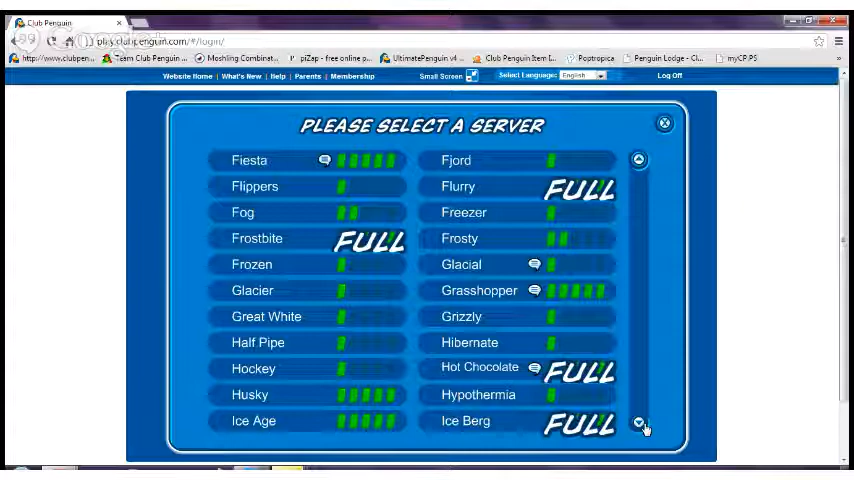 Club Penguin
play.clubpenguin.com/#/login/
http://www.clubpen... Team Club Penguin ... Moshling Combinat... piZap - free online p... UltimatePenguin v4 ... Club Penguin Item I... Poptropica Penguin Lodge - Cl... myCP.PS
Website Home | What's New | Help | Parents | Membership Small Screen Select Language: English Log Off
PLEASE SELECT A SERVER
Fiesta Fjord
Flippers Flurry FULL
Fog Freezer
Frostbite FULL Frosty
Frozen Glacial
Glacier Grasshopper
Great White Grizzly
Half Pipe Hibernate
Hockey Hot Chocolate FULL
Husky Hypothermia
Ice Age Ice Berg FULL